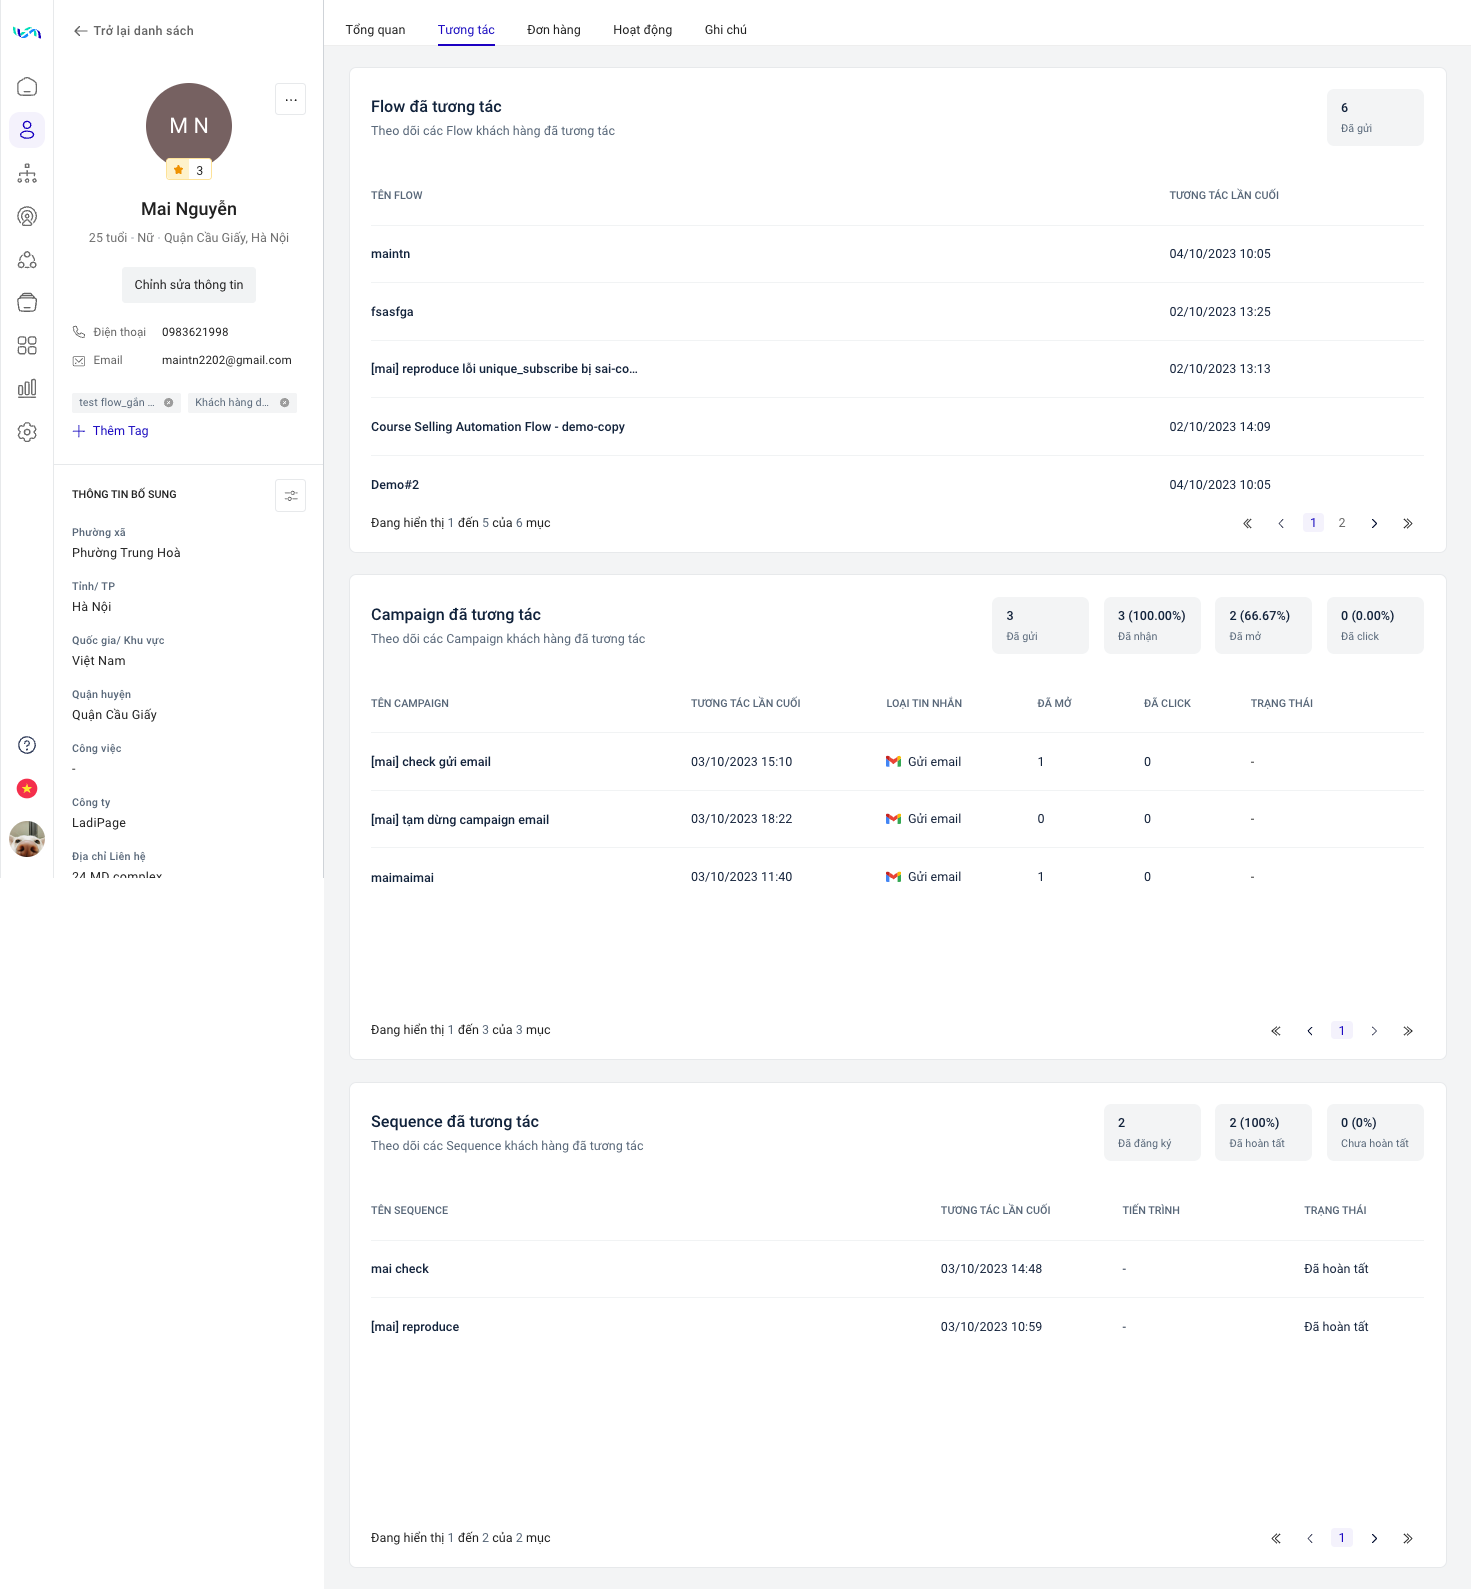 Trở lại danh sách
M N
3
Mai Nguyễn
25 tuổi · Nữ · Quận Cầu Giấy, Hà Nội
Chỉnh sửa thông tin
Điện thoại 0983621998
Email maintn2202@gmail.com
test flow_gắn ... Khách hàng d...
Thêm Tag
THÔNG TIN BỔ SUNG
Phường xã
Phường Trung Hoà
Tỉnh/ TP
Hà Nội
Quốc gia/ Khu vực
Việt Nam
Quận huyện
Quận Cầu Giấy
Công việc
-
Công ty
LadiPage
Địa chỉ Liên hệ
24 MD complex
Tổng quan Tương tác Đơn hàng Hoạt động Ghi chú
Flow đã tương tác
Theo dõi các Flow khách hàng đã tương tác
6
Đã gửi
TÊN FLOW TƯƠNG TÁC LẦN CUỐI
maintn 04/10/2023 10:05
fsasfga 02/10/2023 13:25
[mai] reproduce lỗi unique_subscribe bị sai-co... 02/10/2023 13:13
Course Selling Automation Flow - demo-copy 02/10/2023 14:09
Demo#2 04/10/2023 10:05
Đang hiển thị 1 đến 5 của 6 mục 1 2
Campaign đã tương tác
Theo dõi các Campaign khách hàng đã tương tác
3 3 (100.00%) 2 (66.67%) 0 (0.00%)
Đã gửi Đã nhận Đã mở Đã click
TÊN CAMPAIGN TƯƠNG TÁC LẦN CUỐI LOẠI TIN NHẮN ĐÃ MỞ ĐÃ CLICK TRẠNG THÁI
[mai] check gửi email 03/10/2023 15:10 Gửi email 1 0 -
[mai] tạm dừng campaign email 03/10/2023 18:22 Gửi email 0 0 -
maimaimai 03/10/2023 11:40 Gửi email 1 0 -
Đang hiển thị 1 đến 3 của 3 mục 1
Sequence đã tương tác
Theo dõi các Sequence khách hàng đã tương tác
2 2 (100%) 0 (0%)
Đã đăng ký Đã hoàn tất Chưa hoàn tất
TÊN SEQUENCE TƯƠNG TÁC LẦN CUỐI TIẾN TRÌNH TRẠNG THÁI
mai check 03/10/2023 14:48 - Đã hoàn tất
[mai] reproduce 03/10/2023 10:59 - Đã hoàn tất
Đang hiển thị 1 đến 2 của 2 mục 1